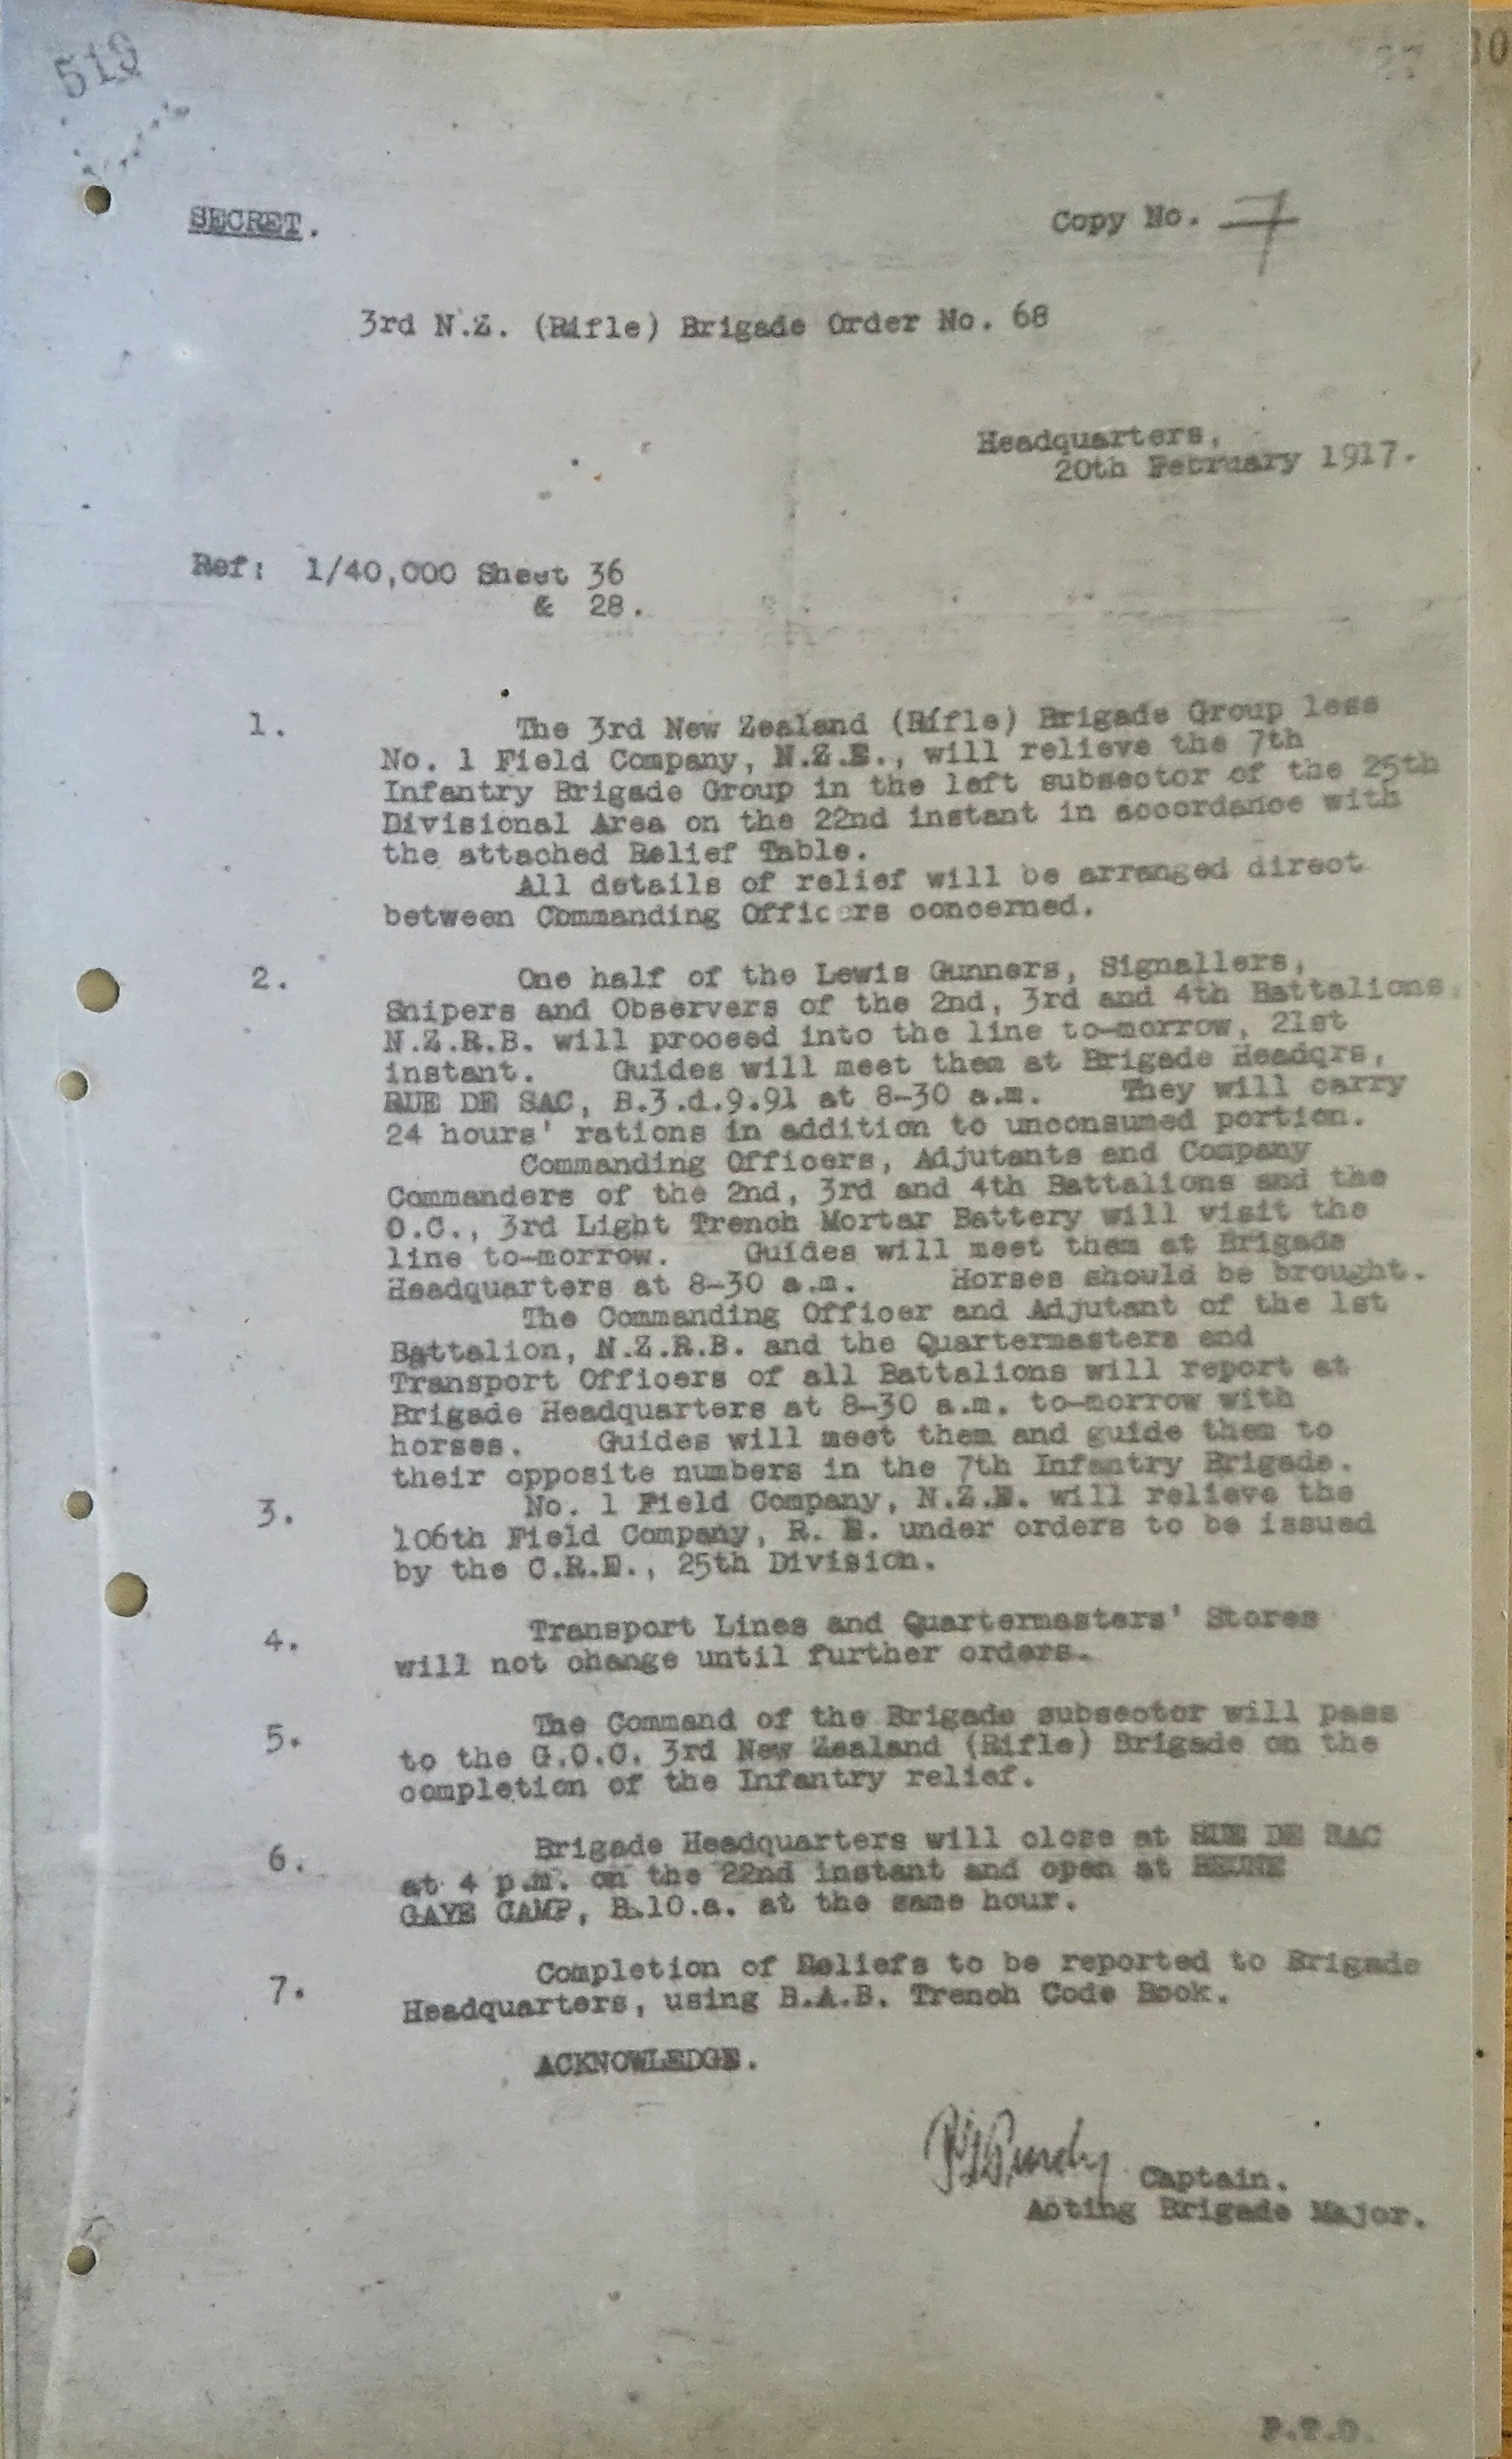 519
SECRET.
Copy No. 7
3rd N.Z. (Rifle) Brigade Order No. 68
Headquarters,
20th February 1917.
Ref: 1/40,000 Sheet 36
& 28.
1. The 3rd New Zealand (Rifle) Brigade Group less
No. 1 Field Company, N.Z.E., will relieve the 7th
Infantry Brigade Group in the left subsector of the 25th
Divisional Area on the 22nd instant in accordance with
the attached Relief Table.
All details of relief will be arranged direct
between Commanding Officers concerned.
2. One half of the Lewis Gunners, Signallers,
Snipers and Observers of the 2nd, 3rd and 4th Battalions,
N.Z.R.B. will proceed into the line to-morrow, 21st
instant. Guides will meet them at Brigade Headqrs,
RUE DE SAC, B.3.d.9.91 at 8-30 a.m. They will carry
24 hours' rations in addition to unconsumed portion.
Commanding Officers, Adjutants and Company
Commanders of the 2nd, 3rd and 4th Battalions and the
O.C., 3rd Light Trench Mortar Battery will visit the
line to-morrow. Guides will meet them at Brigade
Headquarters at 8-30 a.m. Horses should be brought.
The Commanding Officer and Adjutant of the 1st
Battalion, N.Z.R.B. and the Quartermasters and
Transport Officers of all Battalions will report at
Brigade Headquarters at 8-30 a.m. to-morrow with
horses. Guides will meet them and guide them to
their opposite numbers in the 7th Infantry Brigade.
3. No. 1 Field Company, N.Z.E. will relieve the
106th Field Company, R. E. under orders to be issued
by the C.R.E., 25th Division.
4. Transport Lines and Quartermasters' Stores
will not change until further orders.
5. The Command of the Brigade subsector will pass
to the G.O.C. 3rd New Zealand (Rifle) Brigade on the
completion of the Infantry relief.
6. Brigade Headquarters will close at RUE DE SAC
at 4 p.m. on the 22nd instant and open at
GAYE CAMP, B.10.a. at the same hour.
7. Completion of Reliefs to be reported to Brigade
Headquarters, using B.A.B. Trench Code Book.
ACKNOWLEDGE.
Captain.
Acting Brigade Major.
P.T.O.